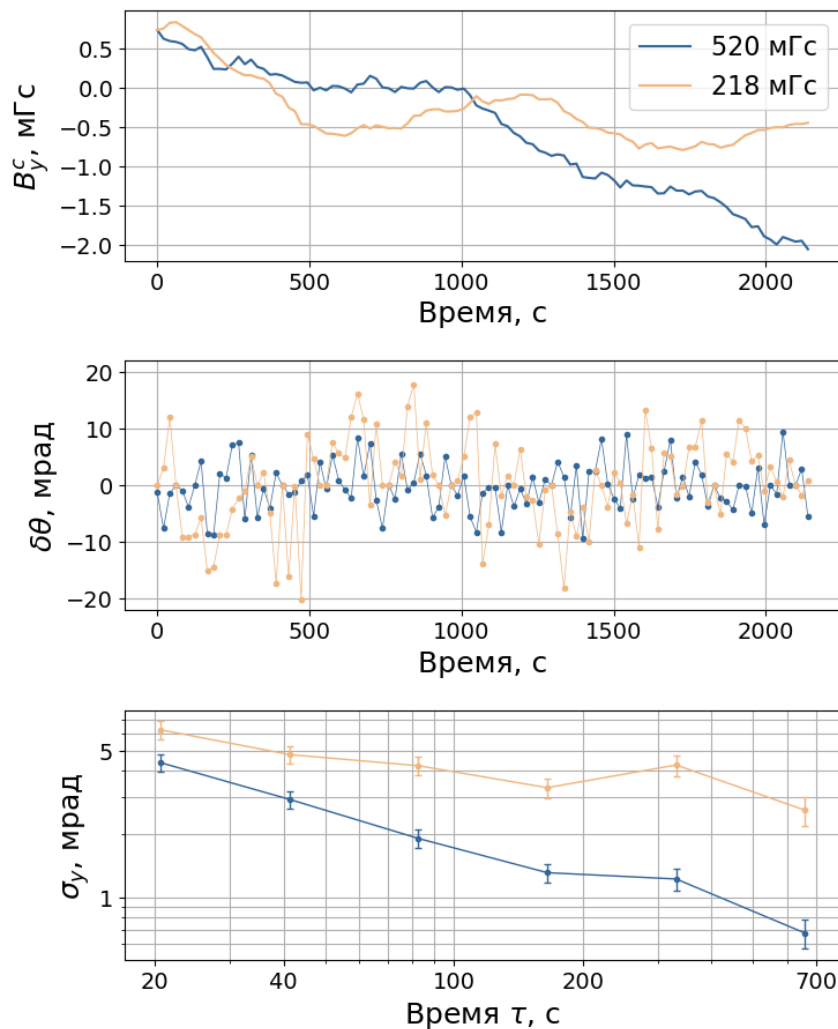 0.5
0.0
−0.5
−1.0
−1.5
−2.0
B_y^c, мГс
520 мГс
218 мГс
0 500 1000 1500 2000
Время, с
20
10
0
−10
−20
δθ, мрад
0 500 1000 1500 2000
Время, с
5
1
σ_y, мрад
20 40 100 200 700
Время τ, с